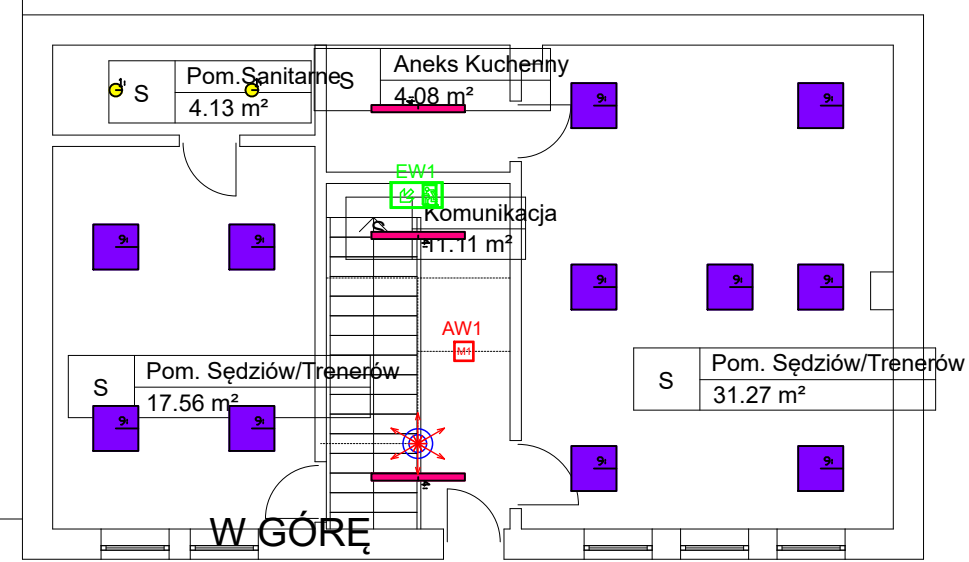 S
Pom.Sanitarne
4.13 m²
S
Aneks Kuchenny
4.08 m²
EW1
S
Komunikacja
11.11 m²
AW1
M1
S
Pom. Sędziów/Trenerów
17.56 m²
S
Pom. Sędziów/Trenerów
31.27 m²
W GÓRĘ